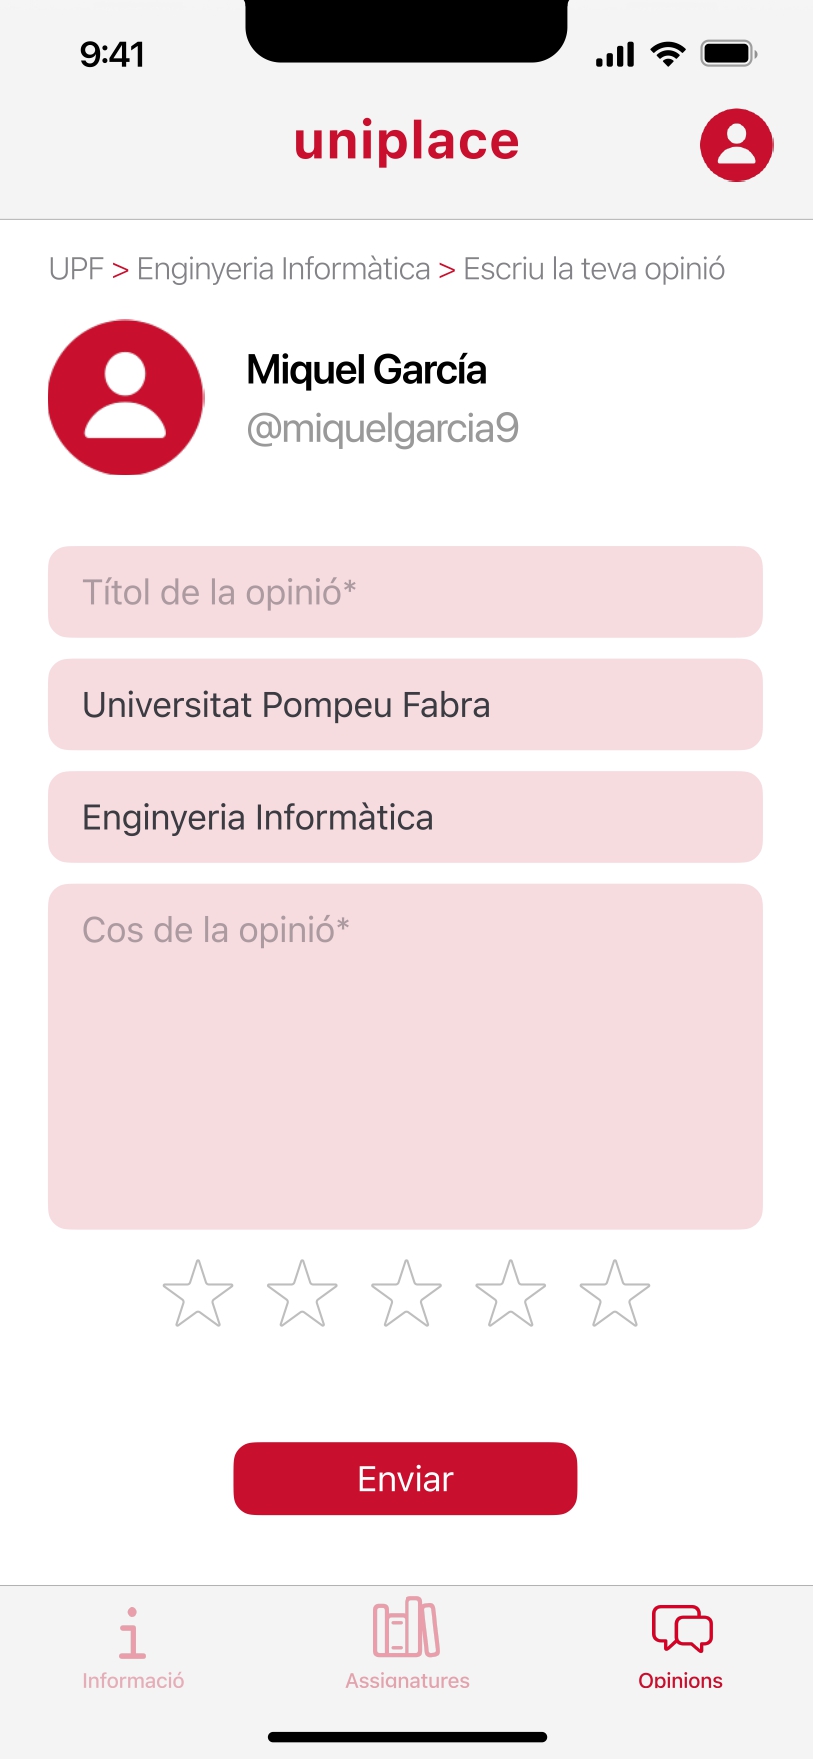 9:41
uniplace
UPF > Enginyeria Informàtica > Escriu la teva opinió
Miquel García
@miquelgarcia9
Títol de la opinió*
Universitat Pompeu Fabra
Enginyeria Informàtica
Cos de la opinió*
Enviar
Informació Assignatures Opinions